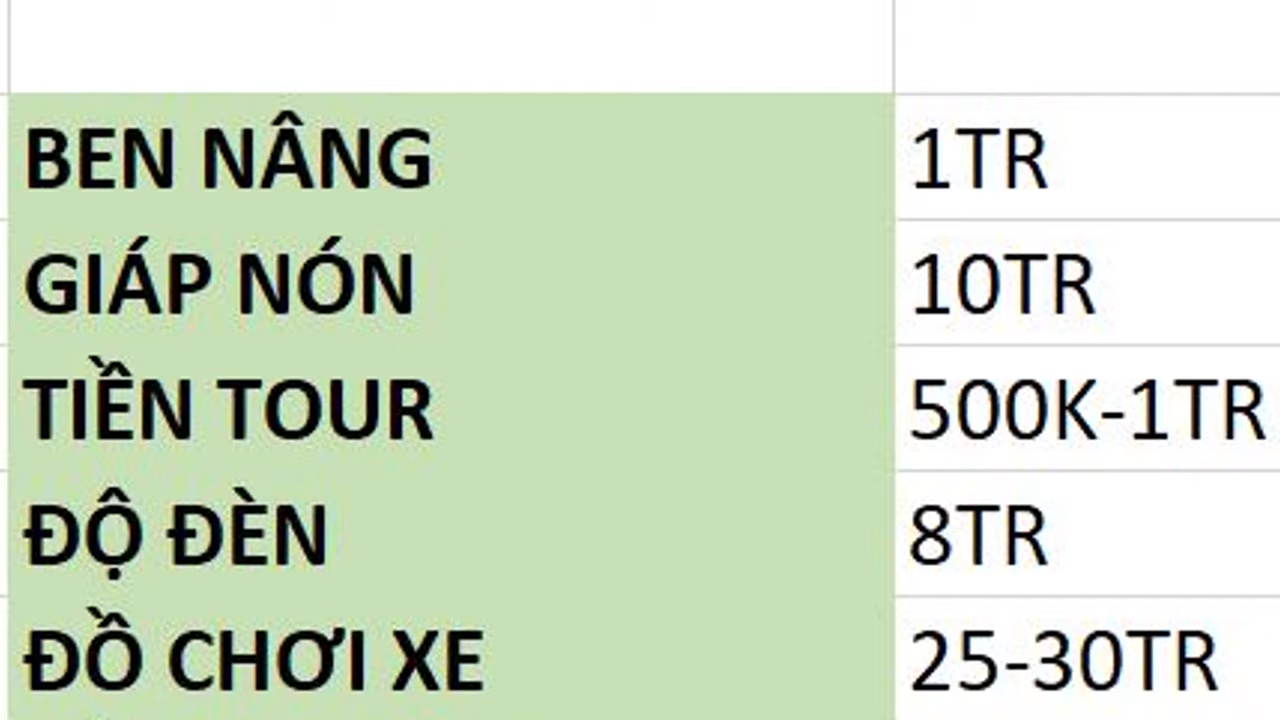 BEN NÂNG 1TR
GIÁP NÓN 10TR
TIỀN TOUR 500K-1TR
ĐỘ ĐÈN 8TR
ĐỒ CHƠI XE 25-30TR